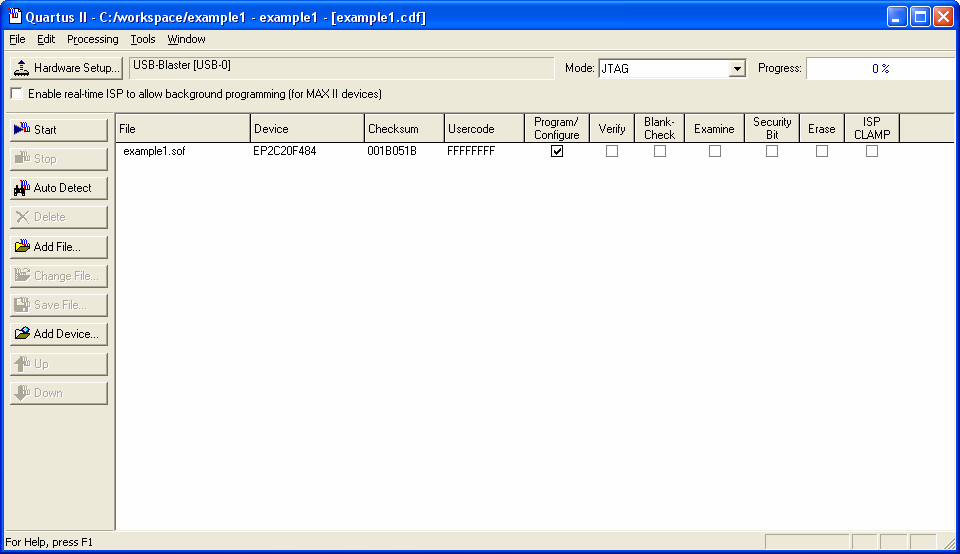 Quartus II - C:/workspace/example1 - example1 - [example1.cdf]
File Edit Processing Tools Window
Hardware Setup... USB-Blaster [USB-0] Mode: JTAG Progress: 0 %
Enable real-time ISP to allow background programming (for MAX II devices)
Start
Stop
Auto Detect
Delete
Add File...
Change File...
Save File...
Add Device...
Up
Down
File Device Checksum Usercode Program/ Configure Verify Blank- Check Examine Security Bit Erase ISP CLAMP
example1.sof EP2C20F484 001B051B FFFFFFFF
For Help, press F1